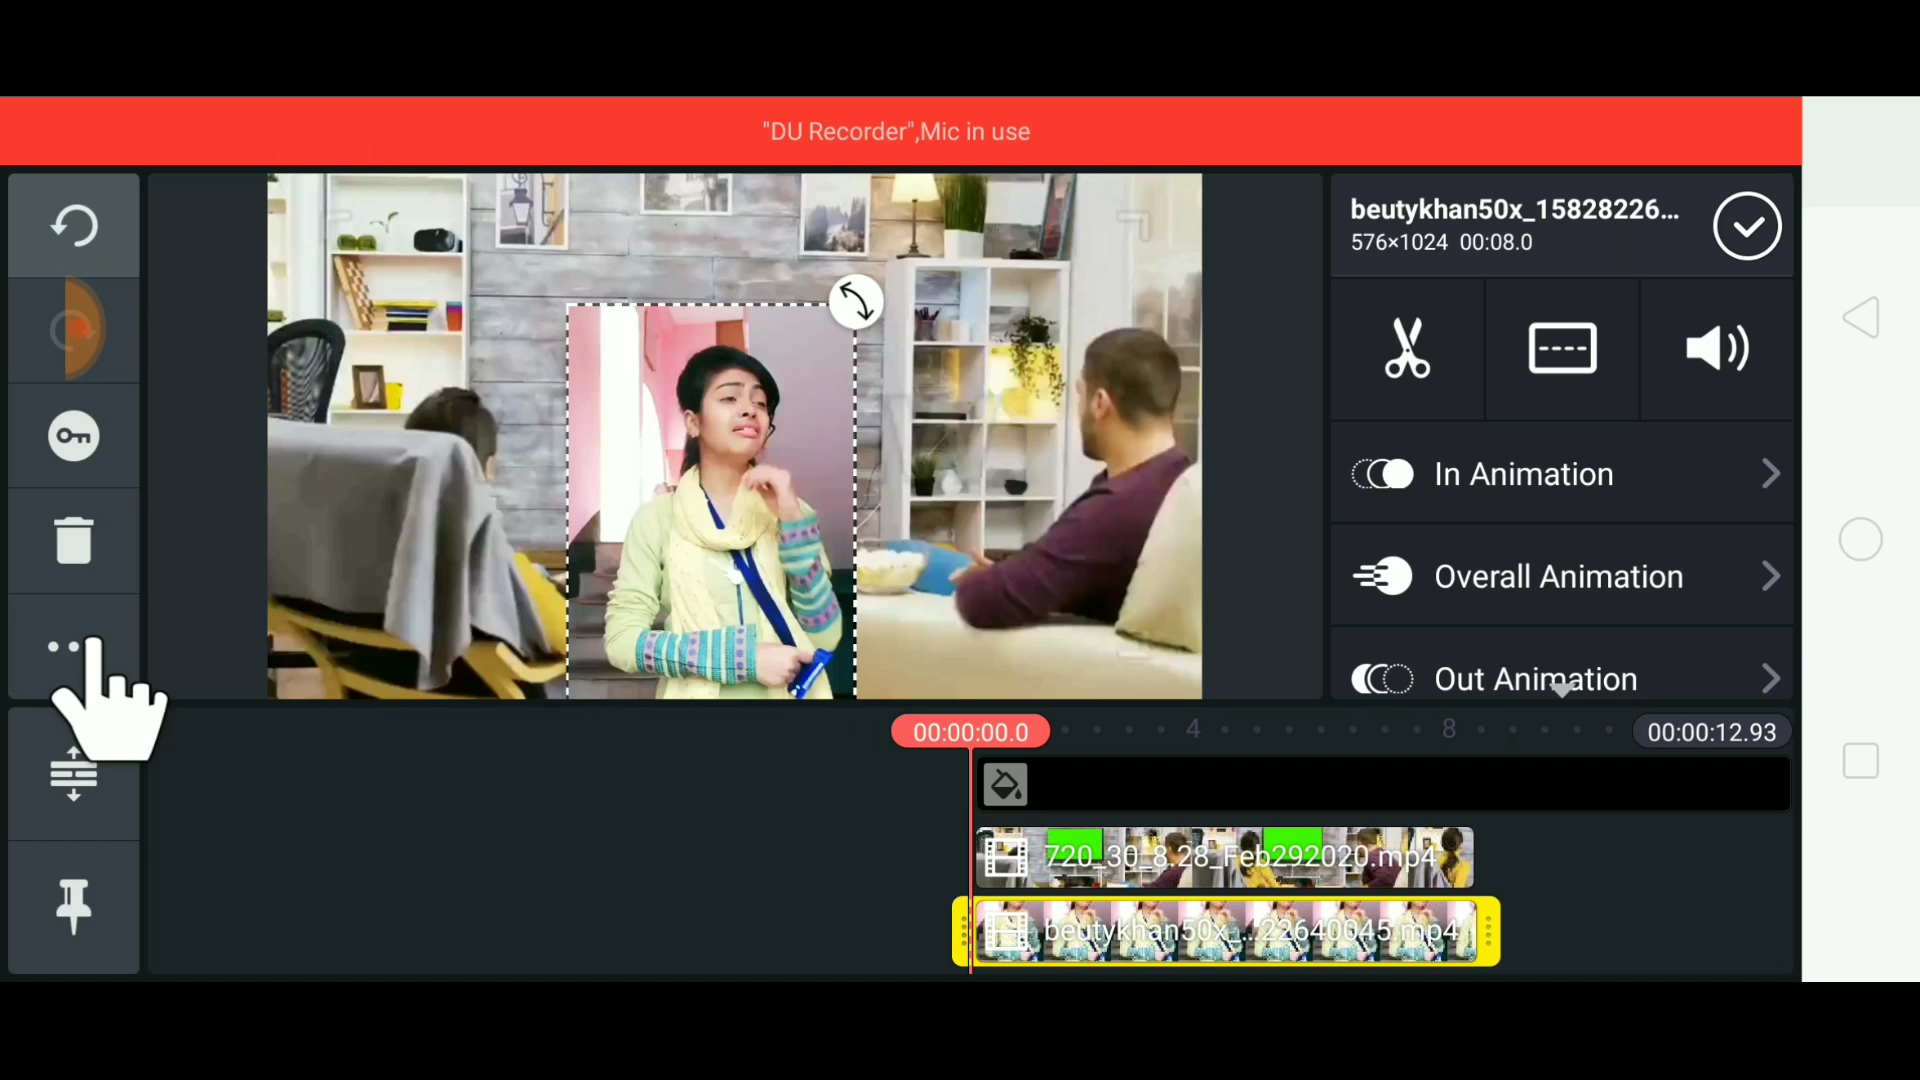 "DU Recorder",Mic in use
beutykhan50x_15828226...
576×1024 00:08.0
In Animation
Overall Animation
Out Animation
00:00:00.0
4
8
00:00:12.93
720_30_8.28_Feb292020.mp4
beutykhan50x_...22640045.mp4